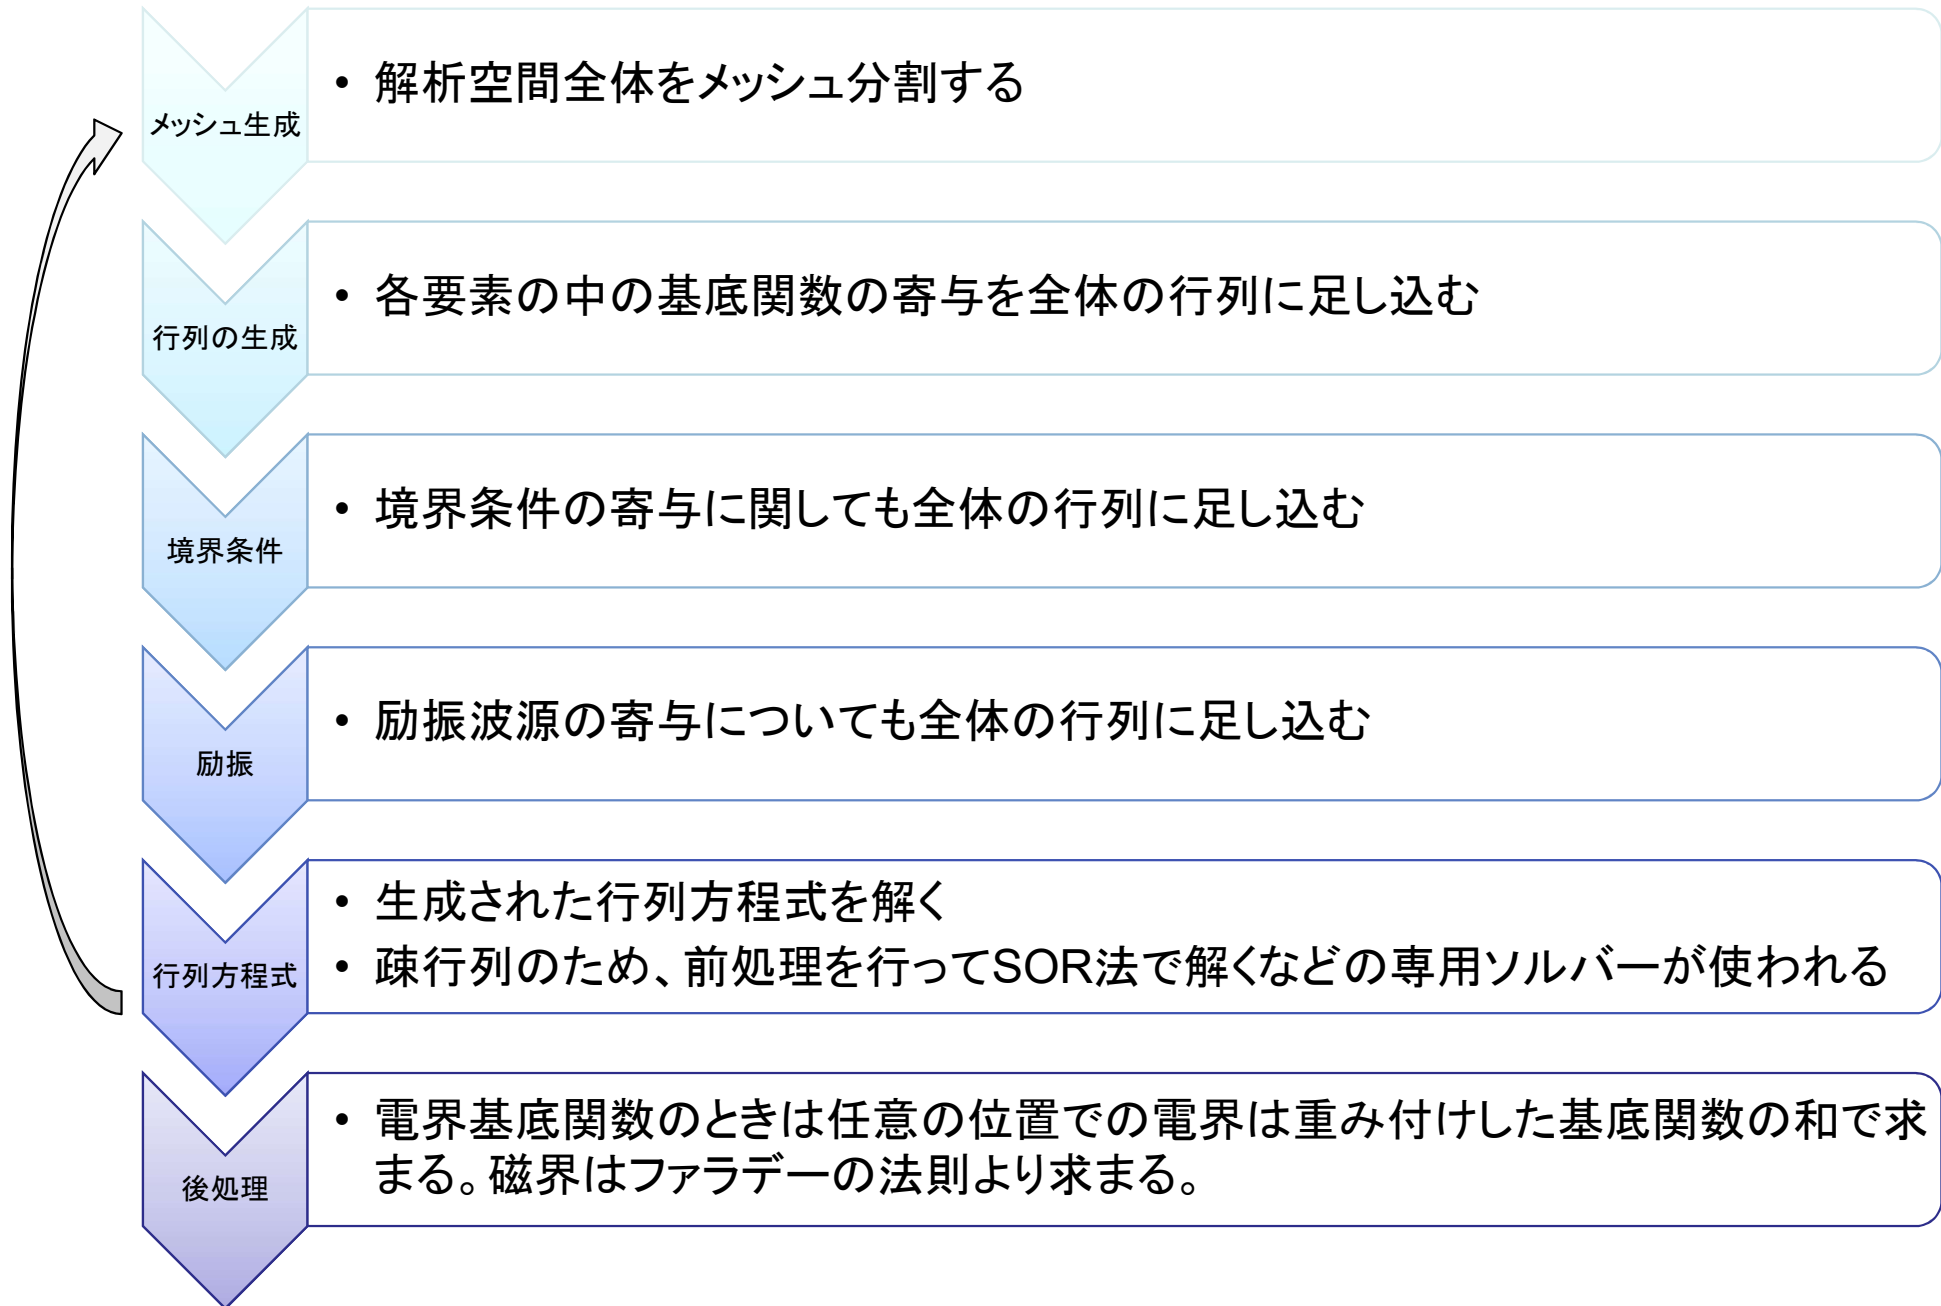 メッシュ生成
• 解析空間全体をメッシュ分割する
行列の生成
• 各要素の中の基底関数の寄与を全体の行列に足し込む
境界条件
• 境界条件の寄与に関しても全体の行列に足し込む
励振
• 励振波源の寄与についても全体の行列に足し込む
行列方程式
• 生成された行列方程式を解く
• 疎行列のため、前処理を行ってSOR法で解くなどの専用ソルバーが使われる
後処理
• 電界基底関数のときは任意の位置での電界は重み付けした基底関数の和で求
まる。磁界はファラデーの法則より求まる。